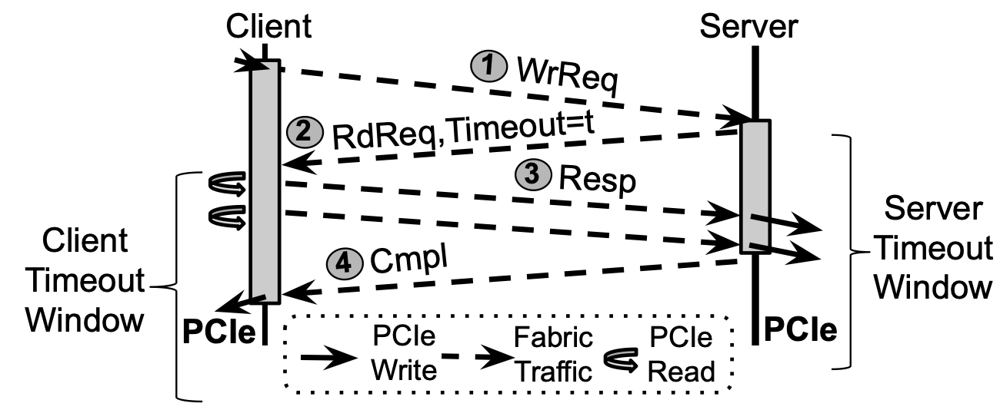 Client
Server
1 WrReq
2 RdReq,Timeout=t
3 Resp
4 Cmpl
Client
Timeout
Window
Server
Timeout
Window
PCIe
PCIe
PCIe
Write
Fabric
Traffic
PCIe
Read